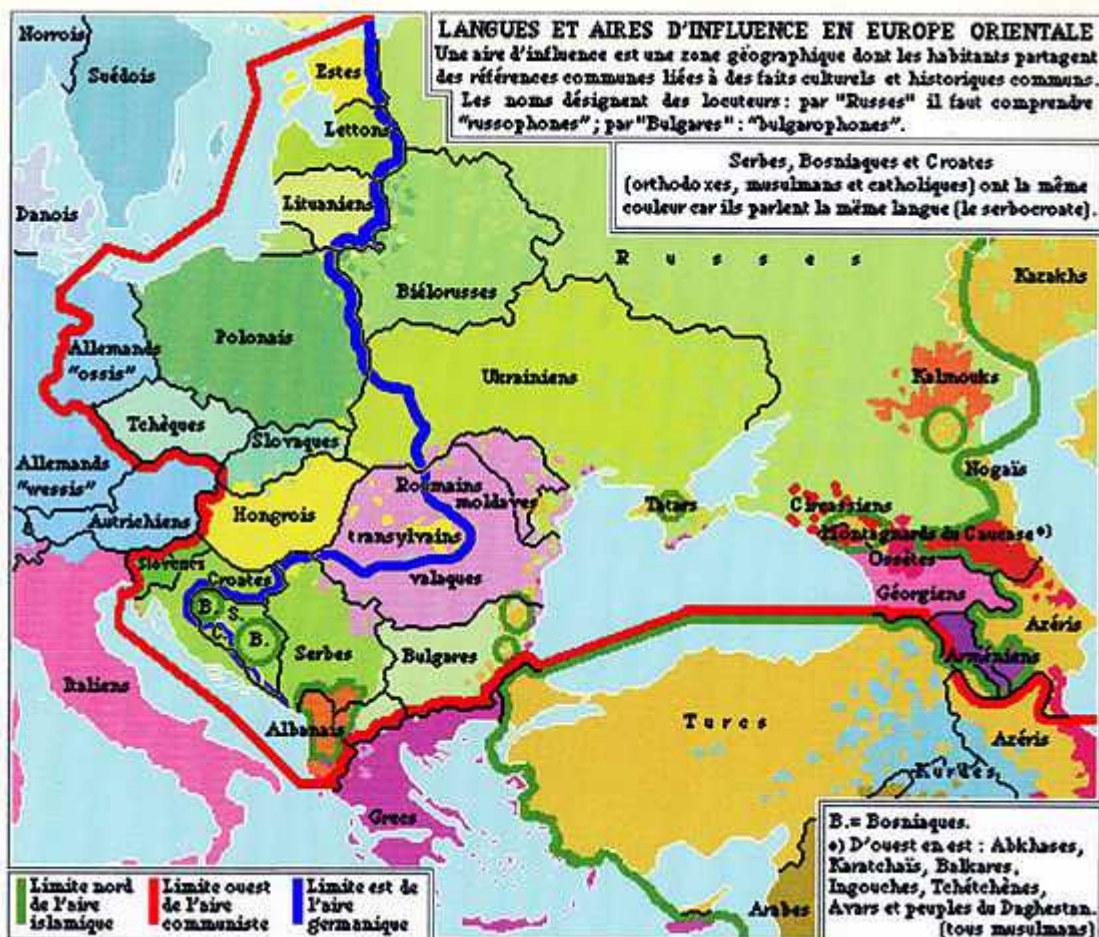 LANGUES ET AIRES D'INFLUENCE EN EUROPE ORIENTALE
Une aire d'influence est une zone géographique dont les habitants partagent
des références communes liées à des faits culturels et historiques communs.
Les noms désignent des locuteurs: par "Russes" il faut comprendre
"russophones"; par "Bulgares": "bulgarophones".
Serbes, Bosniaques et Croates
(orthodoxes, musulmans et catholiques) ont la même
couleur car ils parlent la même langue (le serbocroate).
Norrois
Suédois
Estes
Lettons
Lituaniens
Danois
Russes
Kazakhs
Biélorusses
Polonais
Allemands
"ossis"
Ukrainiens
Kalmouks
Tchèques
Slovaques
Allemands
"wessis"
Nogaïs
Roumains
moldaves
Hongrois
Autrichiens
Tatars
Circassiens
Montagnards du Caucase •)
transylvains
Ossètes
Slovènes
Croates
valaques
Géorgiens
B.
S.
C.
B.
Serbes
Bulgares
Azéris
Arméniens
Italiens
Albanais
Turcs
Azéris
Kurdes
Grecs
Arabes
B.= Bosniaques.
•) D'ouest en est : Abkhases,
Karatchaïs, Balkares,
Ingouches, Tchétchènes,
Avars et peuples du Daghestan.
(tous musulmans)
Limite nord
de l'aire
islamique
Limite ouest
de l'aire
communiste
Limite est de
l'aire
germanique